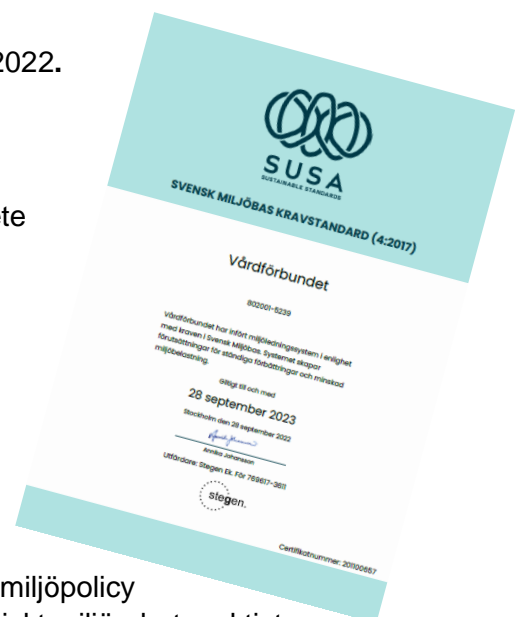 2022.
ete
SUSA
SUSTAINABLE STANDARDS
SVENSK MILJÖBAS KRAVSTANDARD (4:2017)
Vårdförbundet
802001-5239
Vårdförbundet har infört miljöledningssystem i enlighet
med kraven i Svensk Miljöbas. Systemet skapar
förutsättningar för ständiga förbättringar och minskad
miljöbelastning.
Giltigt till och med
28 september 2023
Stockholm den 28 september 2022
Annika Johansson
Utfärdare: Stegen Ek. För 769617-3611
stegen.
Certifikatnummer: 201100657
miljöpolicy